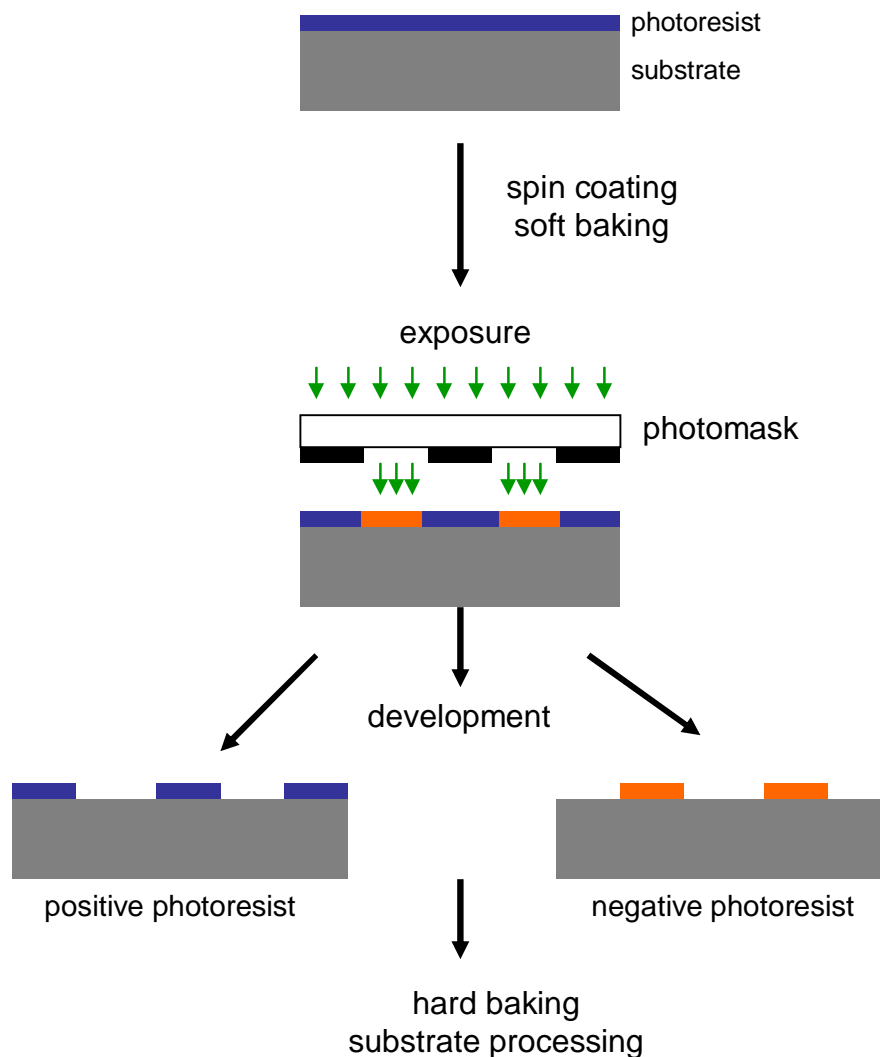 photoresist
substrate
spin coating
soft baking
exposure
photomask
development
positive photoresist
negative photoresist
hard baking
substrate processing